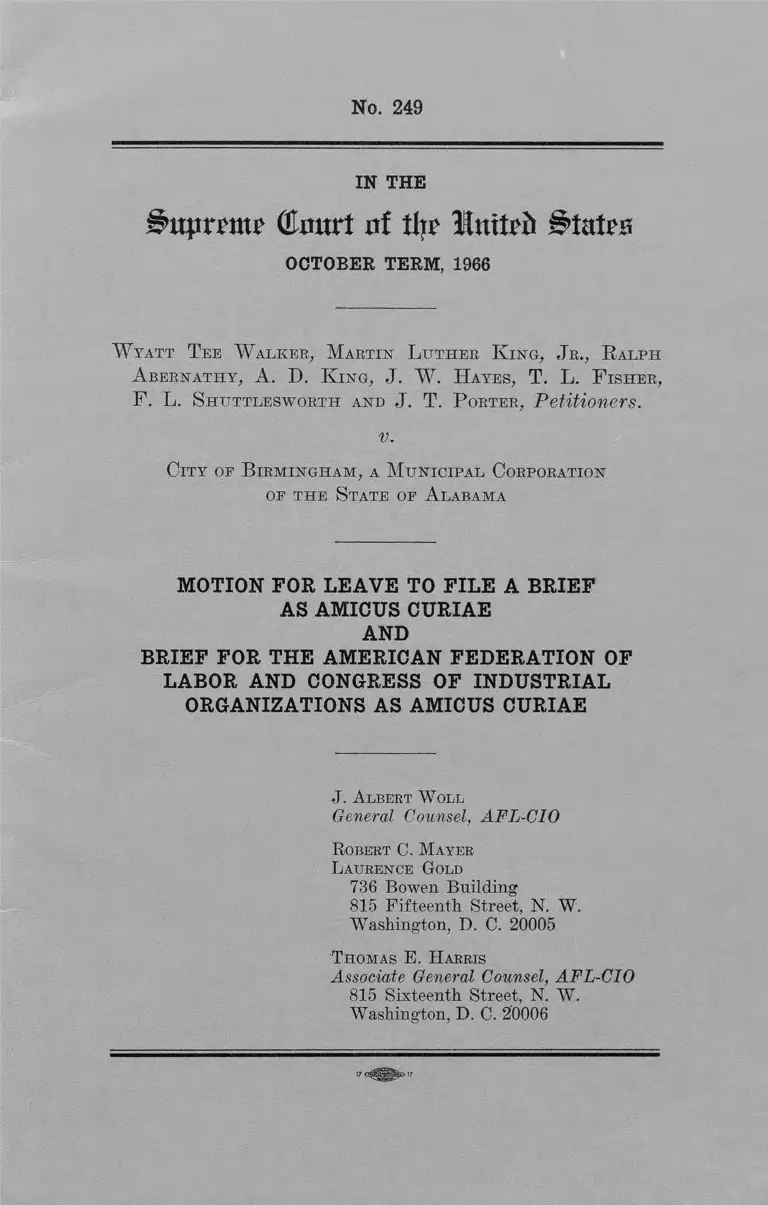 No. 249
IN THE
Supreme Court of the United States
OCTOBER TERM, 1966
Wyatt Tee Walker, Martin Luther King, Jr., Ralph
Abernathy, A. D. King, J. W. Hayes, T. L. Fisher,
F. L. Shuttlesworth and J. T. Porter, Petitioners.
v.
City of Birmingham, a Municipal Corporation
of the State of Alabama
MOTION FOR LEAVE TO FILE A BRIEF
AS AMICUS CURIAE
AND
BRIEF FOR THE AMERICAN FEDERATION OF
LABOR AND CONGRESS OF INDUSTRIAL
ORGANIZATIONS AS AMICUS CURIAE
J. Albert Woll
General Counsel, AFL-CIO
Robert C. Mayer
Laurence Gold
736 Bowen Building
815 Fifteenth Street, N. W.
Washington, D. C. 20005
Thomas E. Harris
Associate General Counsel, AFL-CIO
815 Sixteenth Street, N. W.
Washington, D. C. 20006
17 17